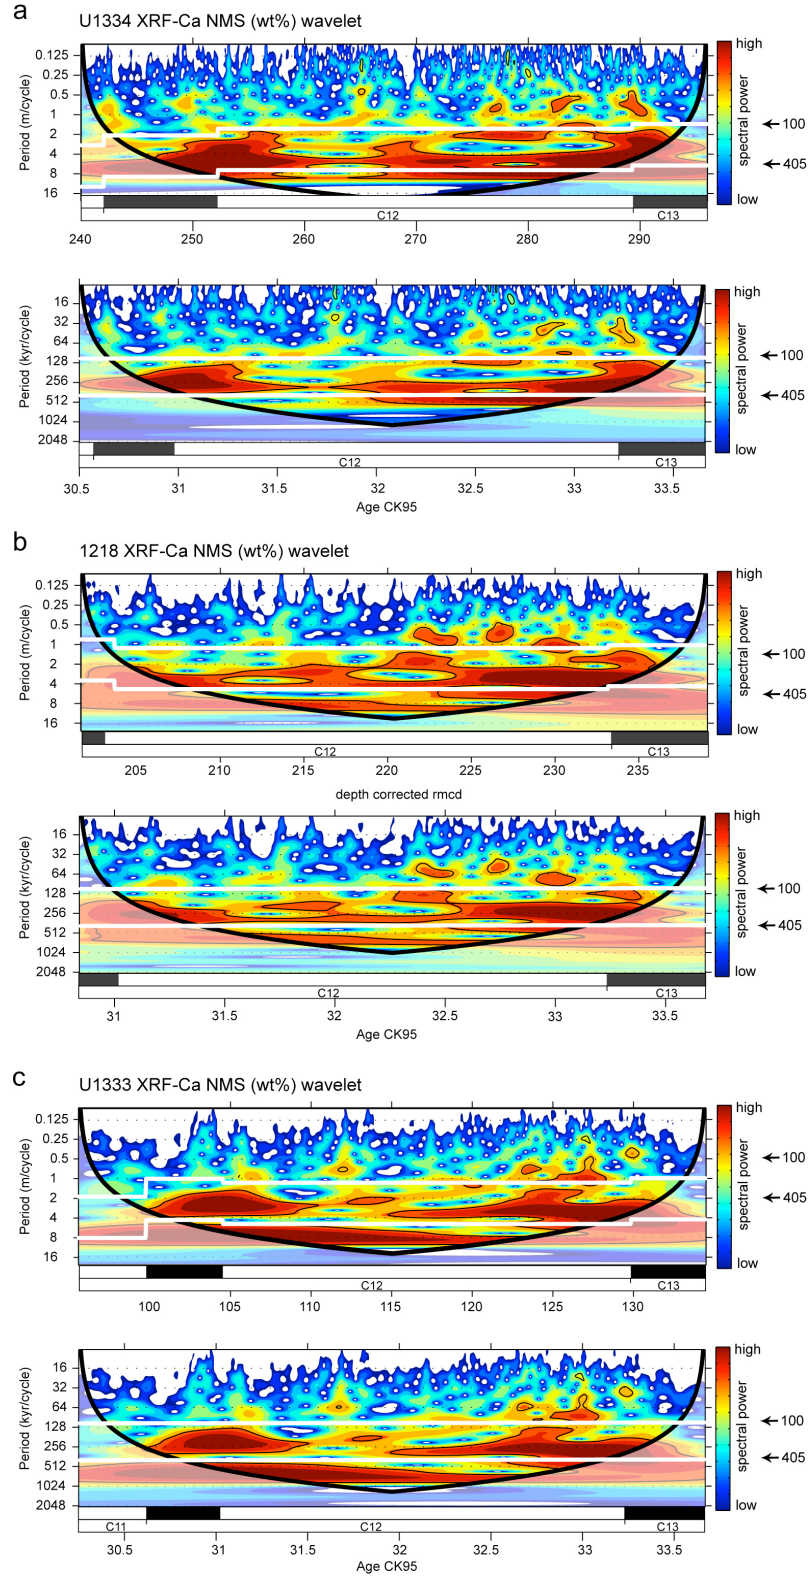 a
U1334 XRF-Ca NMS (wt%) wavelet
Period (m/cycle)
0.125
0.25
0.5
1
2
4
8
16
high
spectral power
low
100
405
C12
C13
240 250 260 270 280 290
Period (kyr/cycle)
16
32
64
128
256
512
1024
2048
high
spectral power
low
100
405
C12
C13
30.5 31 31.5 32 32.5 33 33.5
Age CK95
b
1218 XRF-Ca NMS (wt%) wavelet
Period (m/cycle)
0.125
0.25
0.5
1
2
4
8
16
high
spectral power
low
100
405
C12
C13
205 210 215 220 225 230 235
depth corrected rmcd
Period (kyr/cycle)
16
32
64
128
256
512
1024
2048
high
spectral power
low
100
405
C12
C13
31 31.5 32 32.5 33 33.5
Age CK95
c
U1333 XRF-Ca NMS (wt%) wavelet
Period (m/cycle)
0.125
0.25
0.5
1
2
4
8
16
high
spectral power
low
100
405
C12
C13
100 105 110 115 120 125 130
Period (kyr/cycle)
16
32
64
128
256
512
1024
2048
high
spectral power
low
100
405
C11
C12
C13
30.5 31 31.5 32 32.5 33 33.5
Age CK95